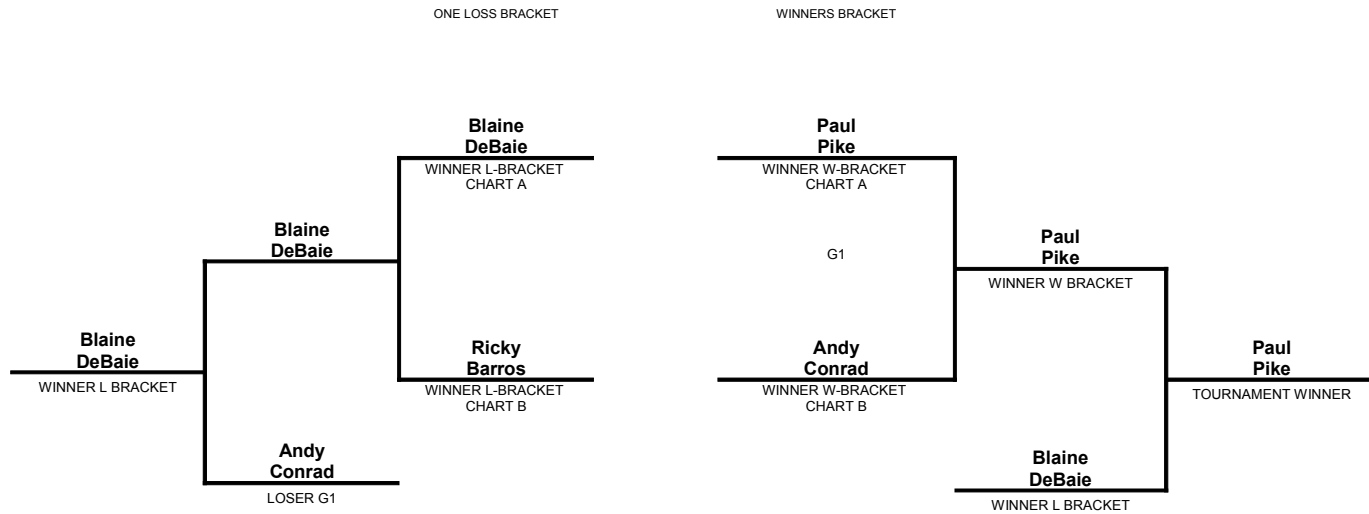 ONE LOSS BRACKET
WINNERS BRACKET
Blaine
DeBaie
WINNER L-BRACKET
CHART A
Paul
Pike
WINNER W-BRACKET
CHART A
Blaine
DeBaie
G1
Paul
Pike
WINNER W BRACKET
Blaine
DeBaie
WINNER L BRACKET
Ricky
Barros
WINNER L-BRACKET
CHART B
Andy
Conrad
WINNER W-BRACKET
CHART B
Paul
Pike
TOURNAMENT WINNER
Andy
Conrad
LOSER G1
Blaine
DeBaie
WINNER L BRACKET